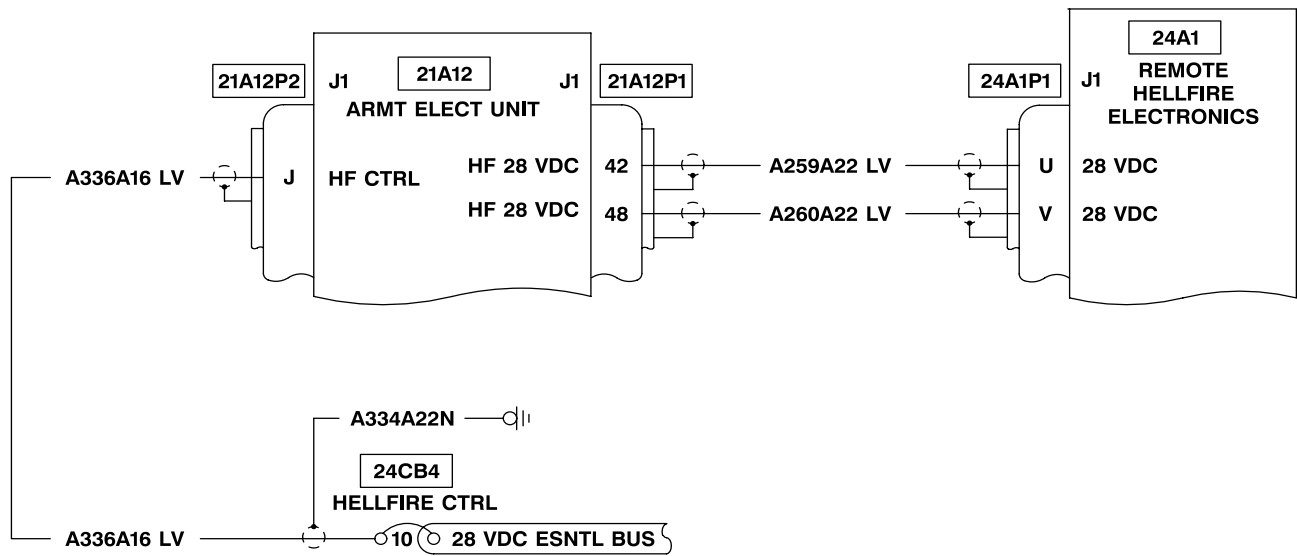 24A1
21A12P2
J1
21A12
J1
21A12P1
24A1P1
J1
REMOTE
HELLFIRE
ELECTRONICS
ARMT ELECT UNIT
A336A16 LV
J
HF CTRL
HF 28 VDC
42
A259A22 LV
U
28 VDC
HF 28 VDC
48
A260A22 LV
V
28 VDC
A334A22N
24CB4
HELLFIRE CTRL
A336A16 LV
10
28 VDC ESNTL BUS